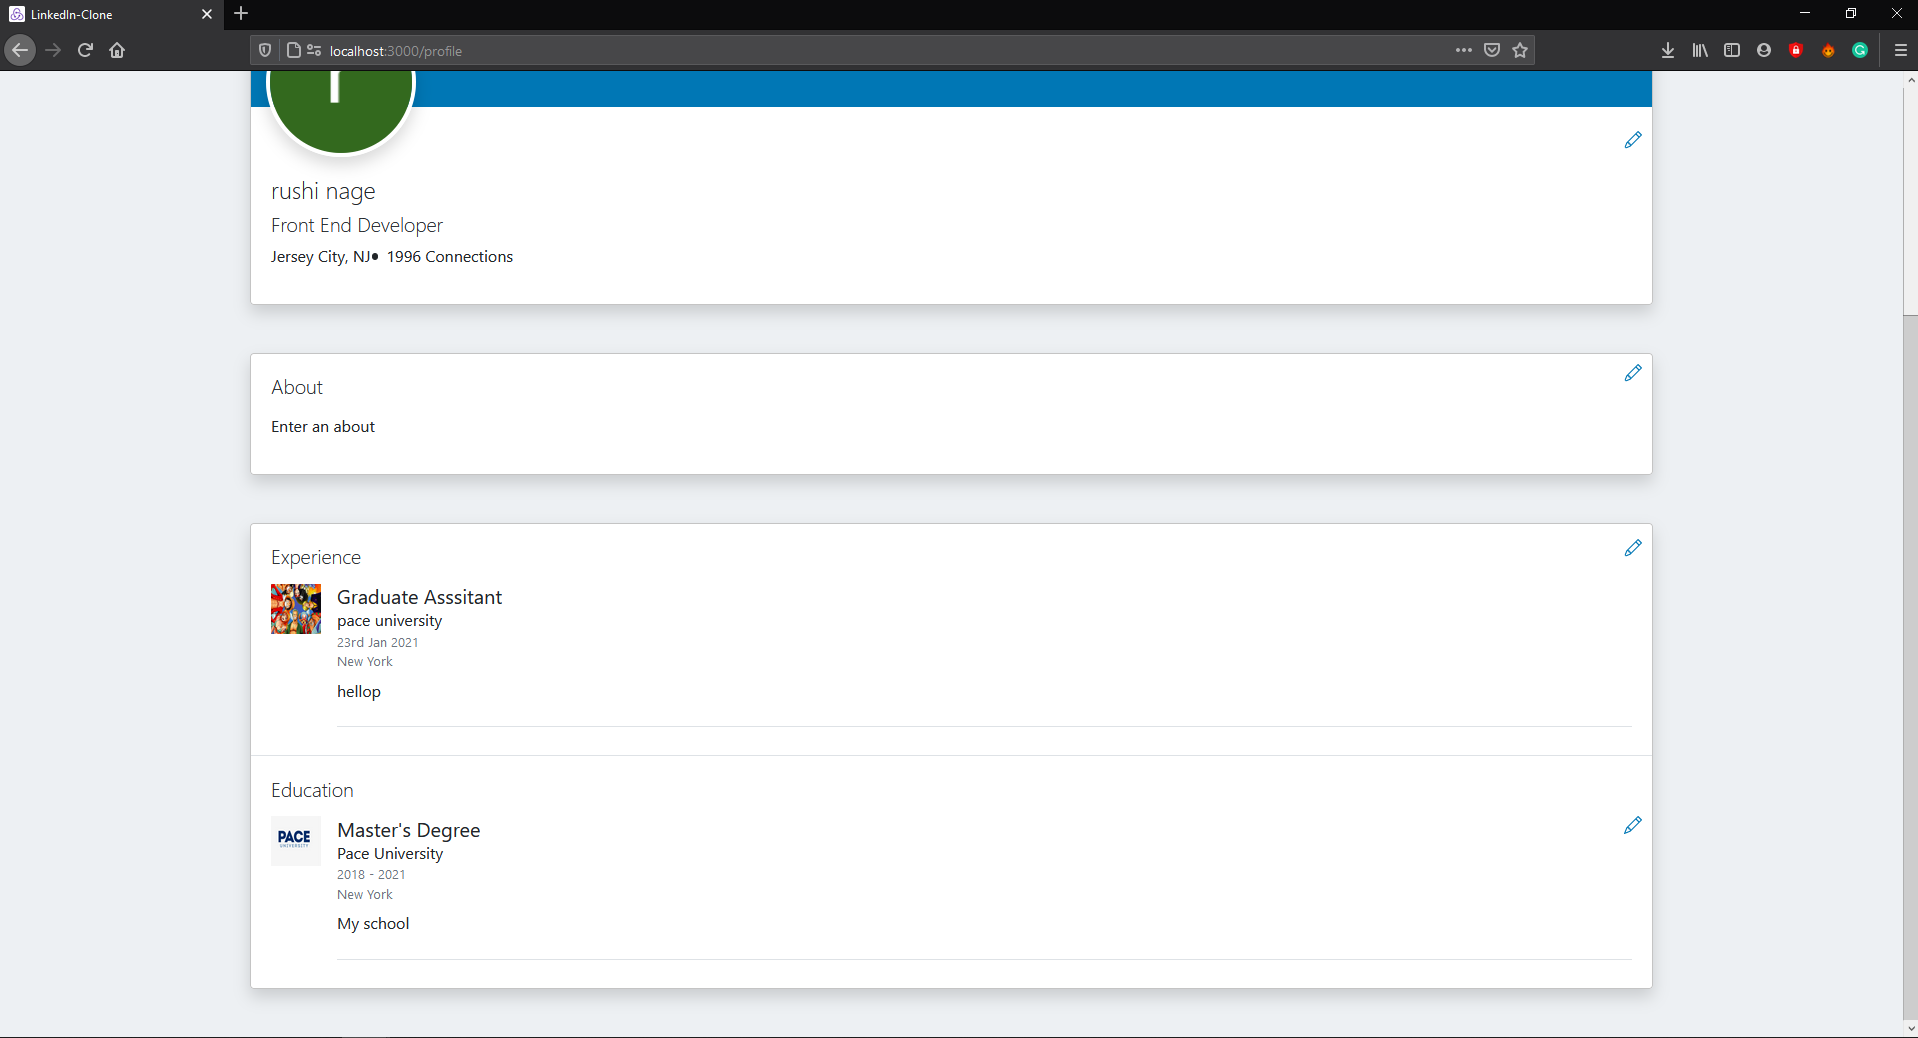 LinkedIn-Clone
localhost:3000/profile
rushi nage
Front End Developer
Jersey City, NJ• 1996 Connections
About
Enter an about
Experience
Graduate Asssitant
pace university
23rd Jan 2021
New York
hellop
Education
PACE
UNIVERSITY
Master's Degree
Pace University
2018 - 2021
New York
My school